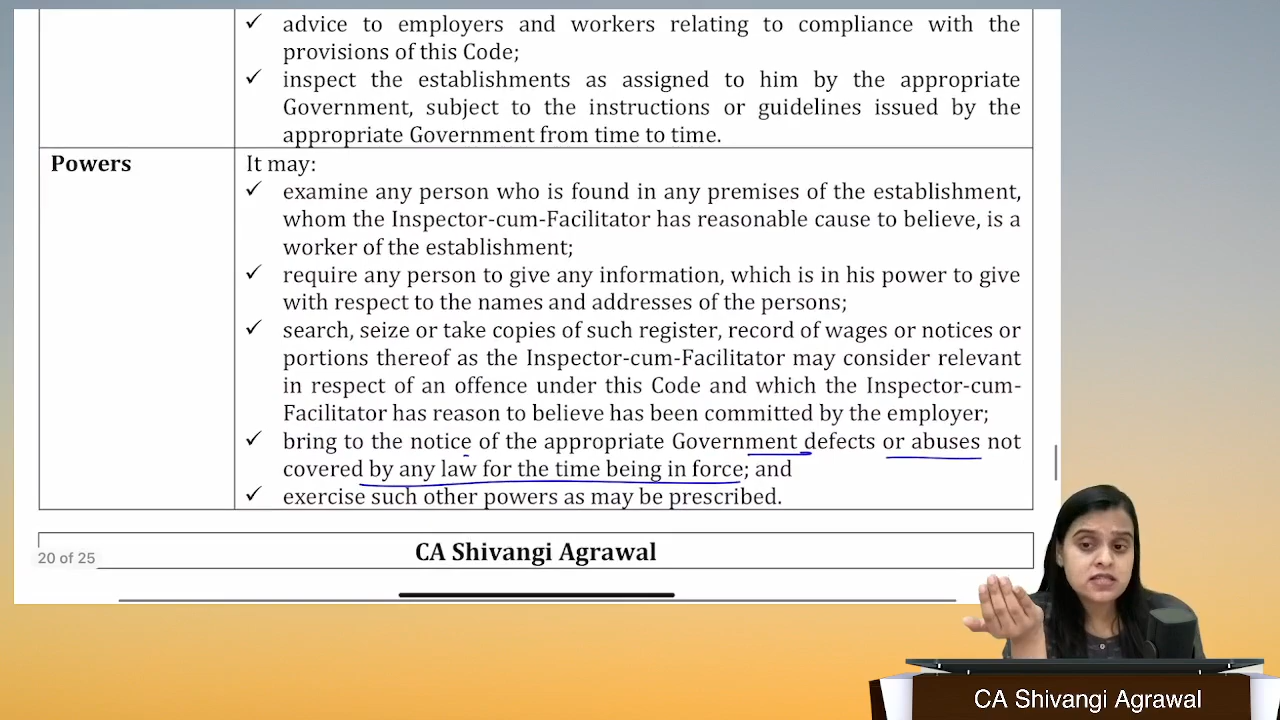 ✓ advice to employers and workers relating to compliance with the
provisions of this Code;
✓ inspect the establishments as assigned to him by the appropriate
Government, subject to the instructions or guidelines issued by the
appropriate Government from time to time.
Powers
It may:
✓ examine any person who is found in any premises of the establishment,
whom the Inspector-cum-Facilitator has reasonable cause to believe, is a
worker of the establishment;
✓ require any person to give any information, which is in his power to give
with respect to the names and addresses of the persons;
✓ search, seize or take copies of such register, record of wages or notices or
portions thereof as the Inspector-cum-Facilitator may consider relevant
in respect of an offence under this Code and which the Inspector-cum-
Facilitator has reason to believe has been committed by the employer;
✓ bring to the notice of the appropriate Government defects or abuses not
covered by any law for the time being in force; and
✓ exercise such other powers as may be prescribed.
CA Shivangi Agrawal
20 of 25
CA Shivangi Agrawal